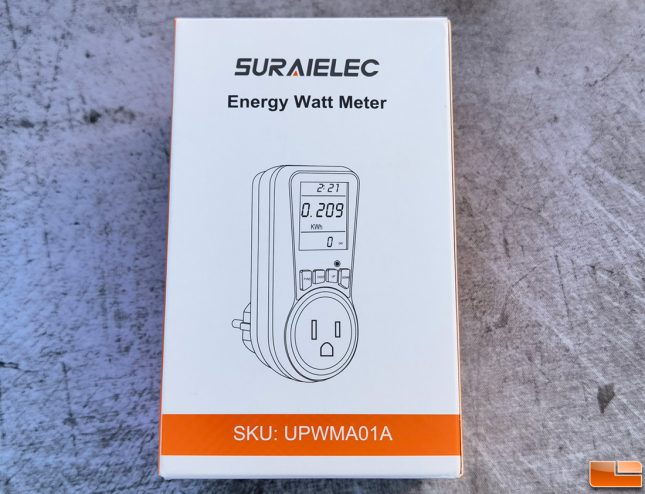 SURAIELEC
Energy Watt Meter
2:21
0.209
KWh
0
SKU: UPWMA01A